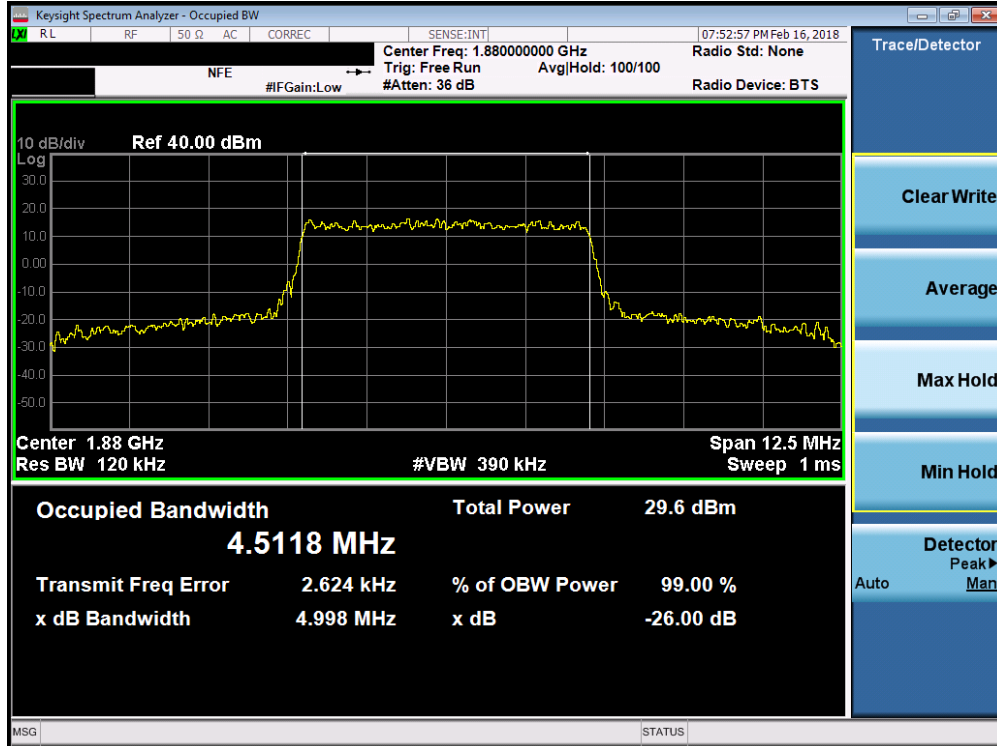 Keysight Spectrum Analyzer - Occupied BW
LXI RL RF 50 Ω AC CORREC SENSE:INT 07:52:57 PM Feb 16, 2018
Center Freq: 1.880000000 GHz Radio Std: None
NFE Trig: Free Run Avg|Hold: 100/100
#IFGain:Low #Atten: 36 dB Radio Device: BTS
10 dB/div Ref 40.00 dBm
Log
30.0
20.0
10.0
0.00
-10.0
-20.0
-30.0
-40.0
-50.0
Center 1.88 GHz Span 12.5 MHz
Res BW 120 kHz #VBW 390 kHz Sweep 1 ms
Occupied Bandwidth Total Power 29.6 dBm
4.5118 MHz
Transmit Freq Error 2.624 kHz % of OBW Power 99.00 %
x dB Bandwidth 4.998 MHz x dB -26.00 dB
MSG STATUS
Trace/Detector
Clear Write
Average
Max Hold
Min Hold
Detector
Peak▶
Auto Man